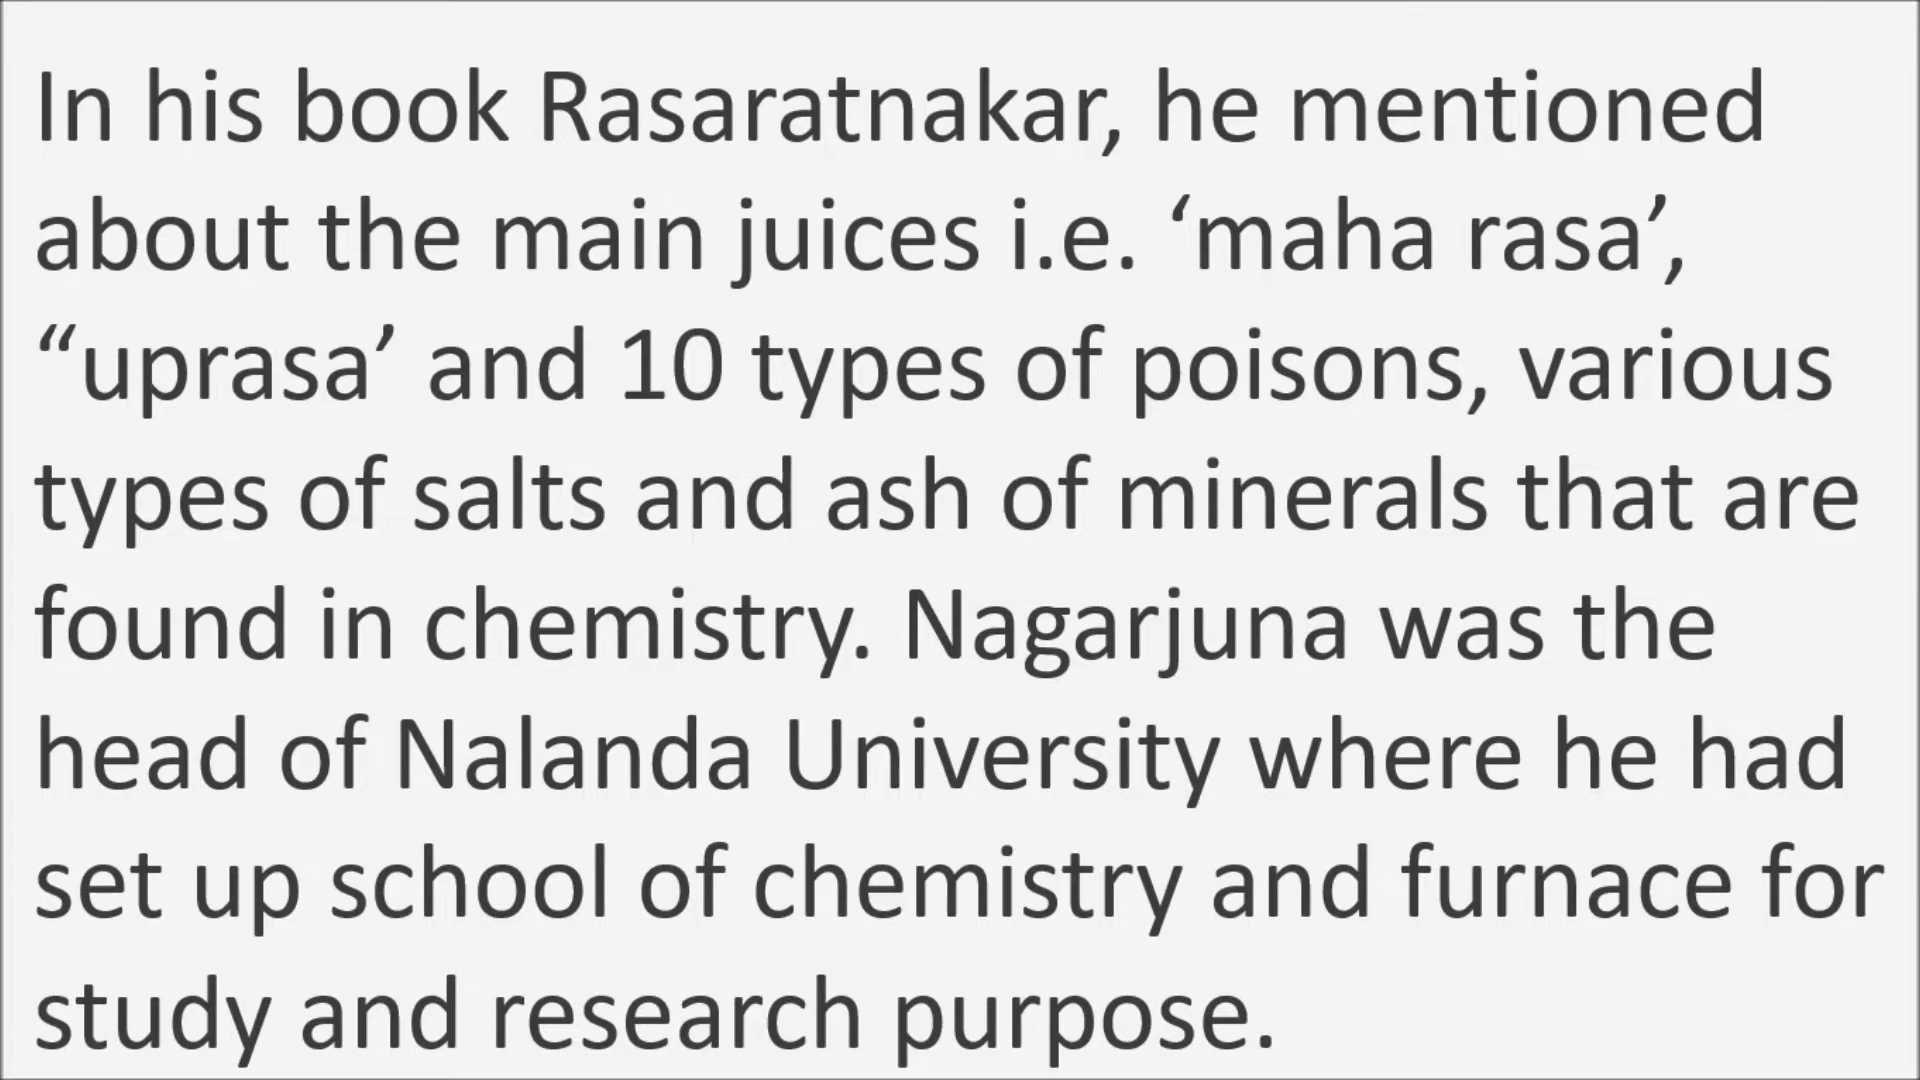 In his book Rasaratnakar, he mentioned
about the main juices i.e. ‘maha rasa’,
“uprasa’ and 10 types of poisons, various
types of salts and ash of minerals that are
found in chemistry. Nagarjuna was the
head of Nalanda University where he had
set up school of chemistry and furnace for
study and research purpose.